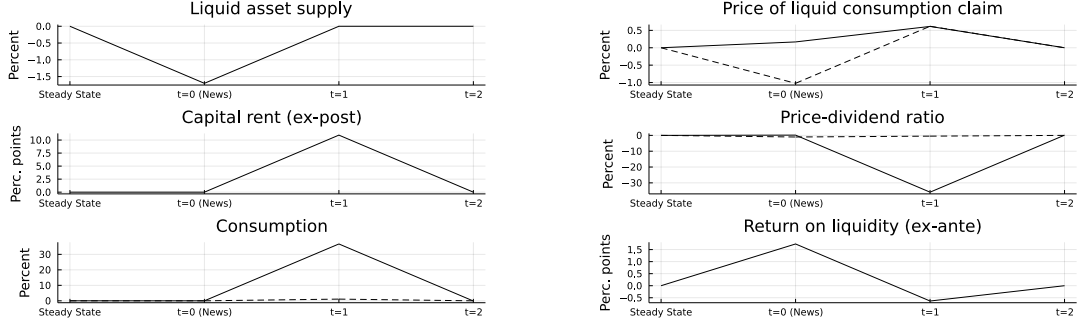 Liquid asset supply
Percent
0.0
−0.5
−1.0
−1.5
Steady State t=0 (News) t=1 t=2
Price of liquid consumption claim
Percent
0.5
0.0
−0.5
−1.0
Steady State t=0 (News) t=1 t=2
Capital rent (ex-post)
Perc. points
10.0
7.5
5.0
2.5
0.0
Steady State t=0 (News) t=1 t=2
Price-dividend ratio
Percent
0
−10
−20
−30
Steady State t=0 (News) t=1 t=2
Consumption
Percent
30
20
10
0
Steady State t=0 (News) t=1 t=2
Return on liquidity (ex-ante)
Perc. points
1.5
1.0
0.5
0.0
−0.5
Steady State t=0 (News) t=1 t=2